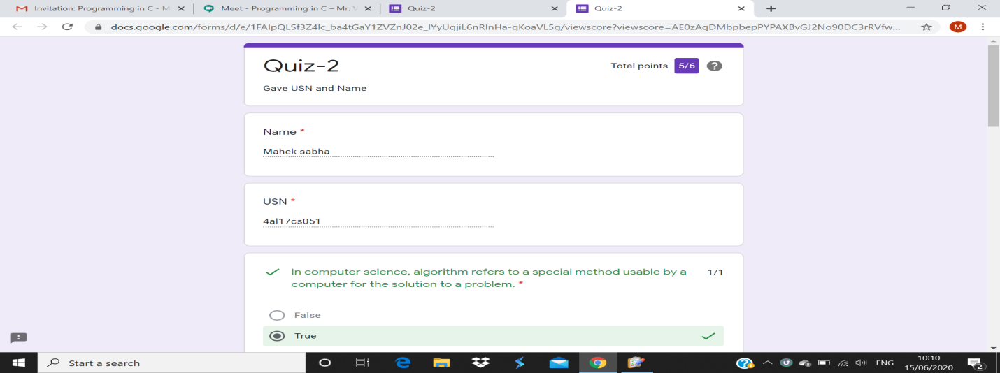 Invitation: Programming in C - M
Meet - Programming in C – Mr. V
Quiz-2
Quiz-2
docs.google.com/forms/d/e/1FAIpQLSf3Z4lc_ba4tGaY1ZVZnJ02e_lYyUqjiL6nRInHa-qKoaVL5g/viewscore?viewscore=AE0zAgDMbpbepPYPAXBvGJ2No90DC3rRVfw...
M
Quiz-2
Total points 5/6
Gave USN and Name
Name *
Mahek sabha
USN *
4al17cs051
In computer science, algorithm refers to a special method usable by a 1/1
computer for the solution to a problem. *
False
True
Start a search
ENG
10:10
15/06/2020
2